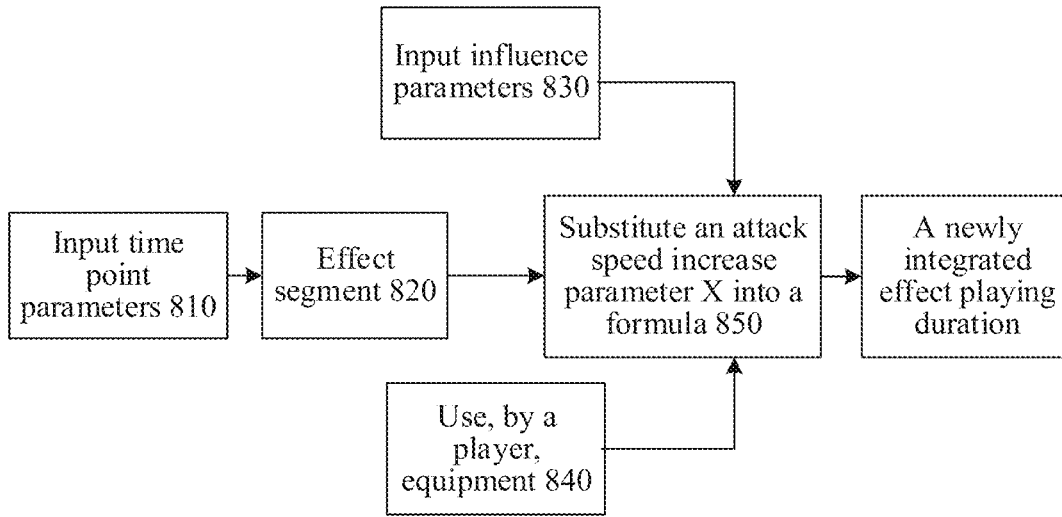 Input influence
parameters 830
Input time
point
parameters 810
Effect
segment 820
Substitute an attack
speed increase
parameter X into a
formula 850
A newly
integrated
effect playing
duration
Use, by a
player,
equipment 840